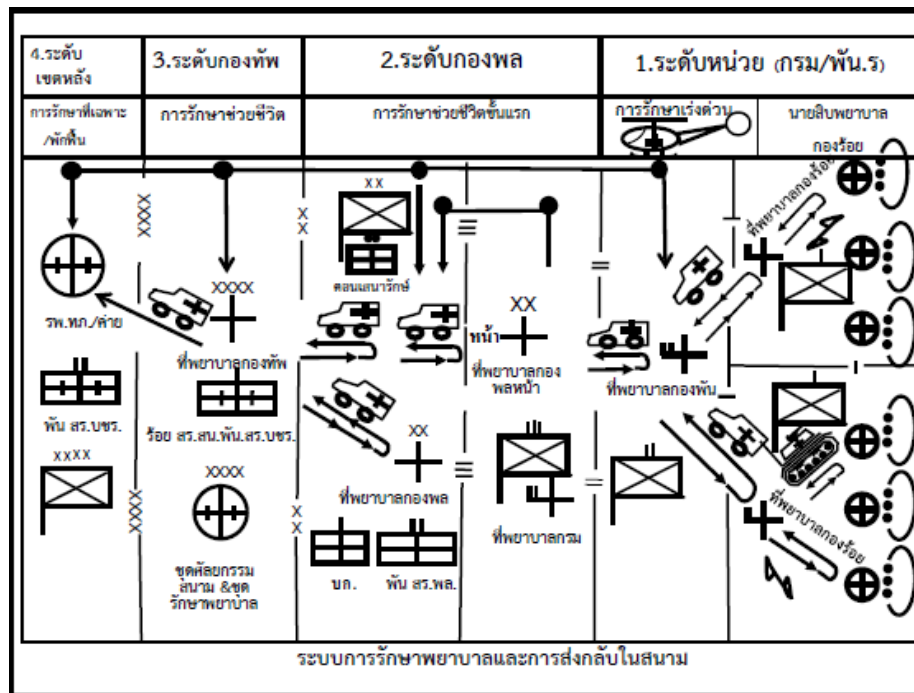 4.ระดับ
เขตหลัง
3.ระดับกองทัพ
2.ระดับกองพล
1.ระดับหน่วย (กรม/พัน.ร)
การรักษาที่เฉพาะ
/พักฟื้น
การรักษาช่วยชีวิต
การรักษาช่วยชีวิตขั้นแรก
การรักษาเร่งด่วน
นายสิบพยาบาล
กองร้อย
XXXX
XX
XX
ที่พยาบาลกองร้อย
ตอนเสนารักษ์
รพ.ทภ./ค่าย
XXXX
ที่พยาบาลกองทัพ
XX
หน้า
ที่พยาบาลกอง
พลหน้า
ที่พยาบาลกองพัน
พัน สร.บชร.
ร้อย สร.สน.พัน.สร.บชร.
XXXX
XXXX
XXXX
XX
XX
ที่พยาบาลกองพล
ที่พยาบาลกรม
ที่พยาบาลกองร้อย
ชุดศัลยกรรม
สนาม &ชุด
รักษาพยาบาล
บก.
พัน สร.พล.
ระบบการรักษาพยาบาลและการส่งกลับในสนาม